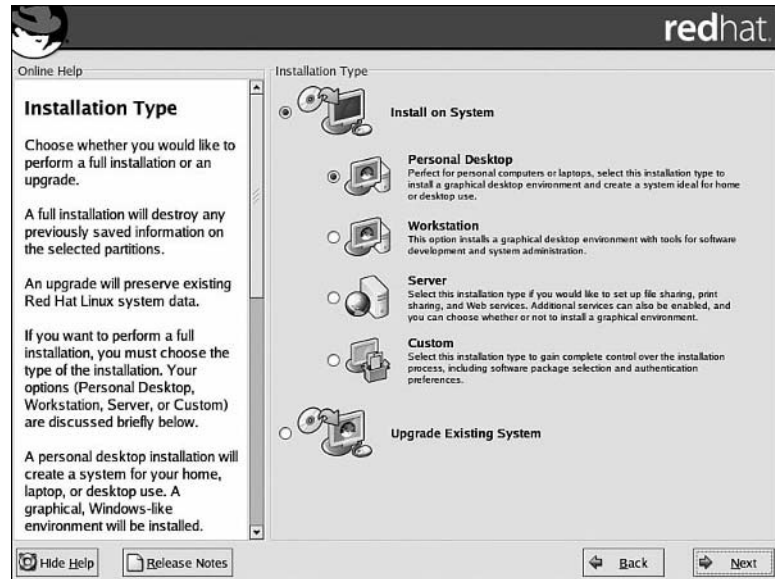 redhat.
Online Help
Installation Type
Choose whether you would like to
perform a full installation or an
upgrade.
A full installation will destroy any
previously saved information on
the selected partitions.
An upgrade will preserve existing
Red Hat Linux system data.
If you want to perform a full
installation, you must choose the
type of the installation. Your
options (Personal Desktop,
Workstation, Server, or Custom)
are discussed briefly below.
A personal desktop installation will
create a system for your home,
laptop, or desktop use. A
graphical, Windows-like
environment will be installed.
Installation Type
Install on System
Personal Desktop
Perfect for personal computers or laptops, select this installation type to
install a graphical desktop environment and create a system ideal for home
or desktop use.
Workstation
This option installs a graphical desktop environment with tools for software
development and system administration.
Server
Select this installation type if you would like to set up file sharing, print
sharing, and Web services. Additional services can also be enabled, and
you can choose whether or not to install a graphical environment.
Custom
Select this installation type to gain complete control over the installation
process, including software package selection and authentication
preferences.
Upgrade Existing System
Hide Help
Release Notes
Back
Next